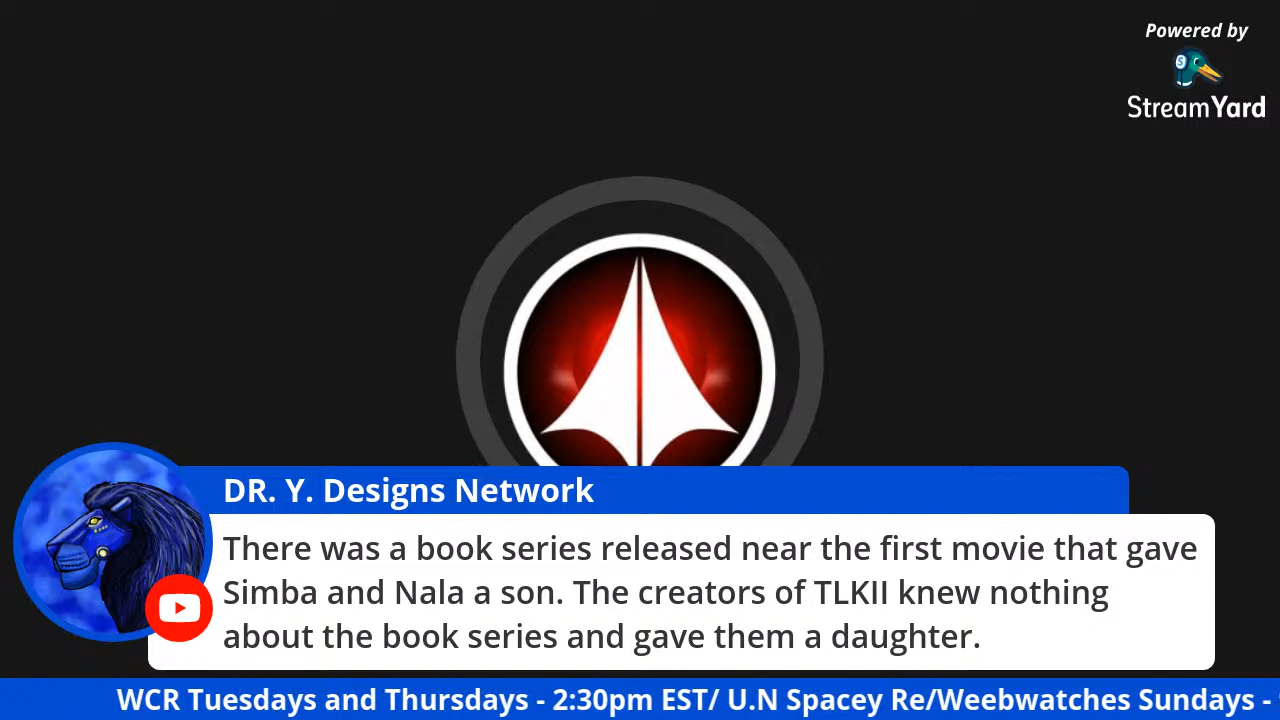 Powered by
StreamYard
DR. Y. Designs Network
There was a book series released near the first movie that gave
Simba and Nala a son. The creators of TLKII knew nothing
about the book series and gave them a daughter.
WCR Tuesdays and Thursdays - 2:30pm EST/ U.N Spacey Re/Weebwatches Sundays -